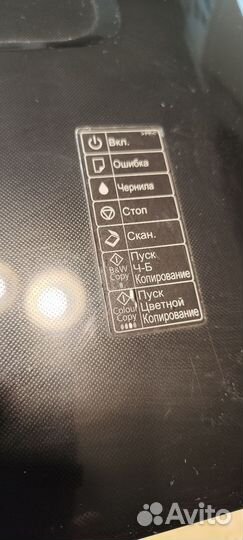 Вкл.
Ошибка
Чернила
Стоп
Скан.
B&W
Copy
Пуск
Ч-Б
Копирование
Colour
Copy
Пуск
Цветной
Копирование
Avito